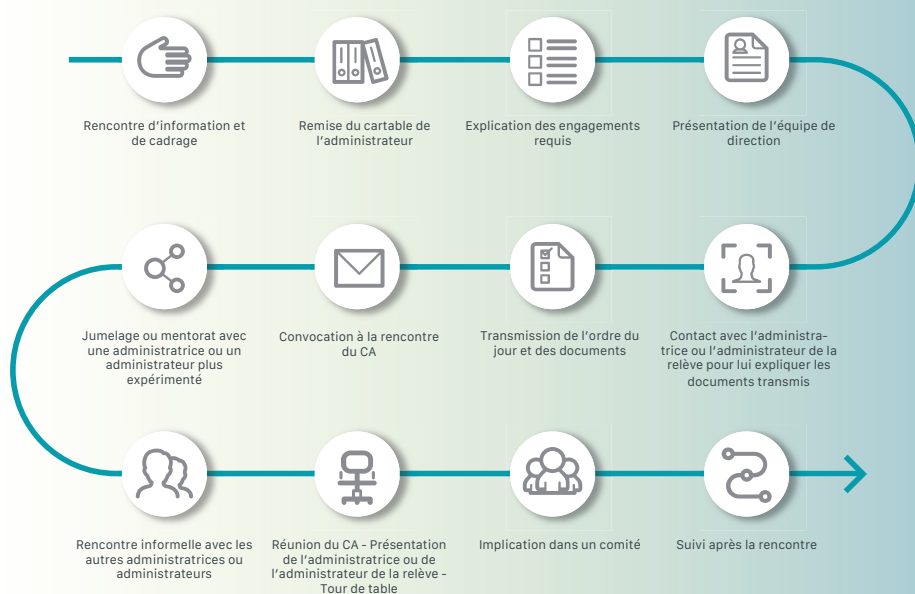 Rencontre d'information et
de cadrage
Remise du cartable de
l'administrateur
Explication des engagements
requis
Présentation de l'équipe de
direction
Jumelage ou mentorat avec
une administratrice ou un
administrateur plus
expérimenté
Convocation à la rencontre
du CA
Transmission de l'ordre du
jour et des documents
Contact avec l'administra-
trice ou l'administrateur de la
relève pour lui expliquer les
documents transmis
Rencontre informelle avec les
autres administratrices ou
administrateurs
Réunion du CA - Présentation
de l'administratrice ou de
l'administrateur de la relève -
Tour de table
Implication dans un comité
Suivi après la rencontre